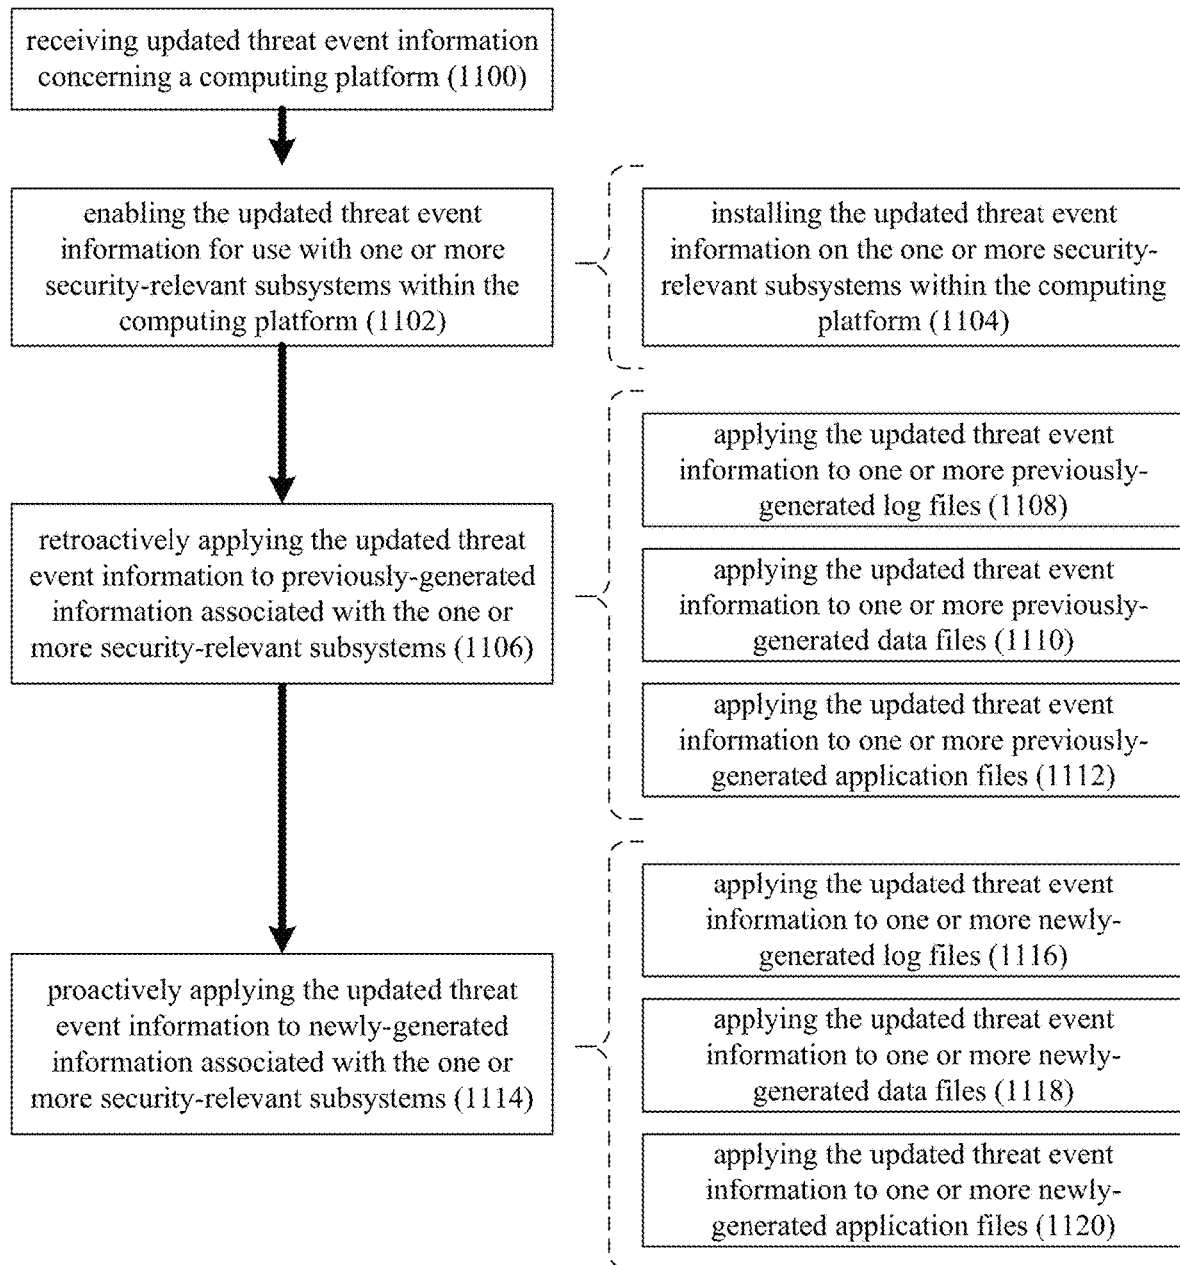 receiving updated threat event information
concerning a computing platform (1100)
enabling the updated threat event
information for use with one or more
security-relevant subsystems within the
computing platform (1102)
installing the updated threat event
information on the one or more security-
relevant subsystems within the computing
platform (1104)
retroactively applying the updated threat
event information to previously-generated
information associated with the one or
more security-relevant subsystems (1106)
applying the updated threat event
information to one or more previously-
generated log files (1108)
applying the updated threat event
information to one or more previously-
generated data files (1110)
applying the updated threat event
information to one or more previously-
generated application files (1112)
proactively applying the updated threat
event information to newly-generated
information associated with the one or
more security-relevant subsystems (1114)
applying the updated threat event
information to one or more newly-
generated log files (1116)
applying the updated threat event
information to one or more newly-
generated data files (1118)
applying the updated threat event
information to one or more newly-
generated application files (1120)